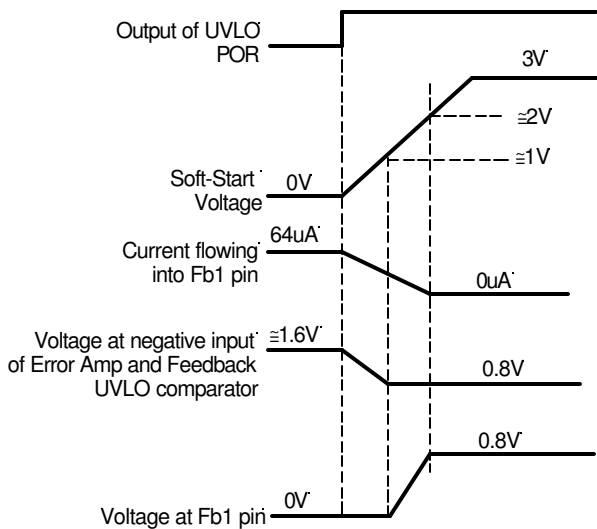 Output of UVLO
POR
3V
≅2V
≅1V
Soft-Start
Voltage
0V
64uA
Current flowing
into Fb1 pin
0uA
Voltage at negative input
of Error Amp and Feedback
UVLO comparator
≅1.6V
0.8V
0.8V
Voltage at Fb1 pin
0V